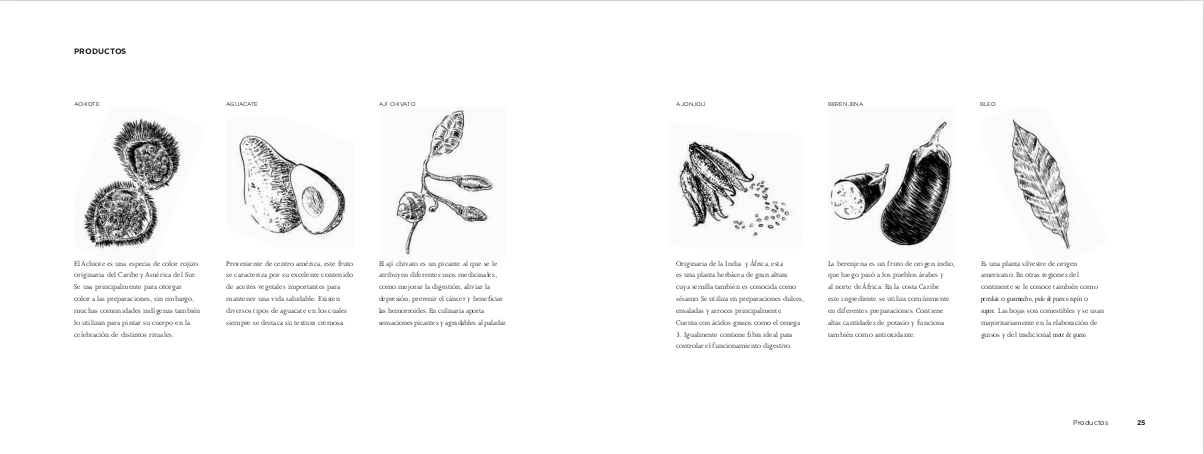 PRODUCTOS
ACHIOTE
El Achiote es una especia de color rojizo
originaria del Caribe y América del Sur.
Se usa principalmente para otorgar
color a las preparaciones, sin embargo,
muchas comunidades indígenas también
lo utilizan para pintar su cuerpo en la
celebración de distintos rituales.
AGUACATE
Proveniente de centro américa, este fruto
se caracteriza por su excelente contenido
de aceites vegetales importantes para
mantener una vida saludable. Existen
diversos tipos de aguacate en los cuales
siempre se destaca su textura cremosa.
AJÍ CHIVATO
El ají chivato es un picante al que se le
atribuyen diferentes usos medicinales,
como mejorar la digestión, aliviar la
depresión, prevenir el cáncer y beneficiar
las hemorroides. En culinaria aporta
sensaciones picantes y agradables al paladar.
AJONJOLÍ
Originaria de la India y África, esta
es una planta herbácea de gran altura
cuya semilla también es conocida como
sésamo. Se utiliza en preparaciones dulces,
ensaladas y arroces principalmente.
Cuenta con ácidos grasos como el omega
3. Igualmente contiene fibra ideal para
controlar el funcionamiento digestivo.
BERENJENA
La berenjena es un fruto de origen indio,
que luego pasó a los pueblos árabes y
al norte de África. En la costa Caribe
este ingrediente se utiliza comúnmente
en diferentes preparaciones. Contiene
altas cantidades de potasio y funciona
también como antioxidante.
BLEO
Es una planta silvestre de origen
americano. En otras regiones del
continente se le conoce también como
o guamacho, palo de puerco espín o
Las hojas son comestibles y se usan
mayoritariamente en la elaboración de
guisos y del tradicional mote de queso.
Productos 25